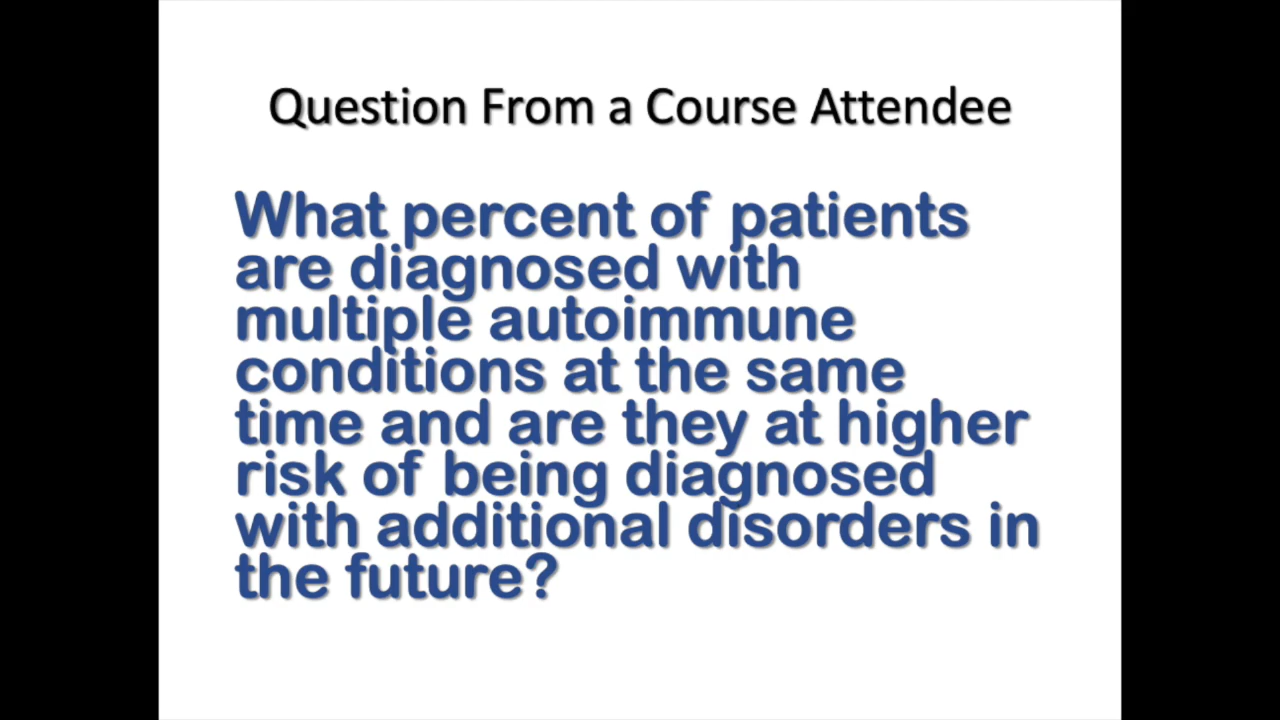 Question From a Course Attendee
What percent of patients
are diagnosed with
multiple autoimmune
conditions at the same
time and are they at higher
risk of being diagnosed
with additional disorders in
the future?